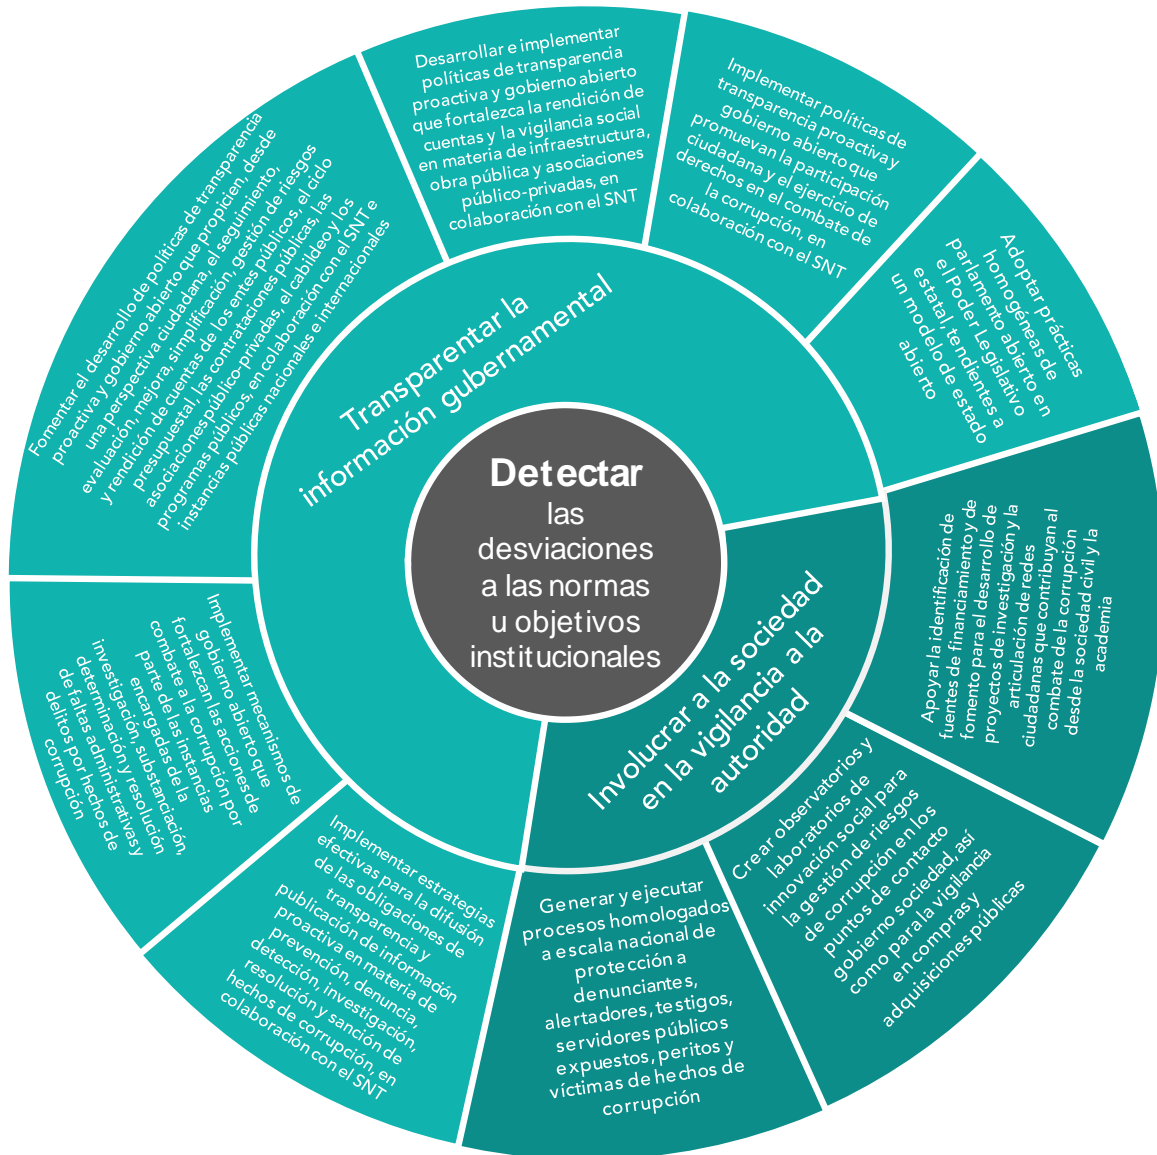 Detectar
las
desviaciones
a las normas
u objetivos
institucionales
Transparentar la
información gubernamental
Involucrar a la sociedad
en la vigilancia a la
autoridad
Fomentar el desarrollo de políticas de transparencia
proactiva y gobierno abierto que propicien, desde
una perspectiva ciudadana, el seguimiento,
evaluación, mejora, simplificación, gestión de riesgos
y rendición de cuentas de los entes públicos, el ciclo
presupuestal, las contrataciones públicas, las
asociaciones público-privadas, el cabildeo y los
programas públicos, en colaboración con el SNT e
instancias públicas nacionales e internacionales
Desarrollar e implementar
políticas de transparencia
proactiva y gobierno abierto
que fortalezca la rendición de
cuentas y la vigilancia social
en materia de infraestructura,
obra pública y asociaciones
público-privadas, en
colaboración con el SNT
Implementar políticas de
transparencia proactiva y
gobierno abierto que
promuevan la participación
ciudadana y el ejercicio de
derechos en el combate de
la corrupción, en
colaboración con el SNT
Adoptar prácticas
homogéneas de
parlamento abierto en
el Poder Legislativo
estatal, tendientes a
un modelo de estado
abierto
Apoyar la identificación de
fuentes de financiamiento y de
fomento para el desarrollo de
proyectos de investigación y la
articulación de redes
ciudadanas que contribuyan al
combate de la corrupción
desde la sociedad civil y la
academia
Crear observatorios y
laboratorios de
innovación social para
la gestión de riesgos
de corrupción en los
puntos de contacto
gobierno sociedad, así
como para la vigilancia
en compras y
adquisiciones públicas
Generar y ejecutar
procesos homologados
a escala nacional de
protección a
denunciantes,
alertadores, testigos,
servidores públicos
expuestos, peritos y
víctimas de hechos de
corrupción
Implementar estrategias
efectivas para la difusión
de las obligaciones de
transparencia y
publicación de información
proactiva en materia de
prevención, denuncia,
detección, investigación,
resolución y sanción de
hechos de corrupción, en
colaboración con el SNT
Implementar mecanismos de
gobierno abierto que
fortalezcan las acciones de
combate a la corrupción por
parte de las instancias
encargadas de la
investigación, substanciación,
determinación y resolución
de faltas administrativas y
delitos por hechos de
corrupción